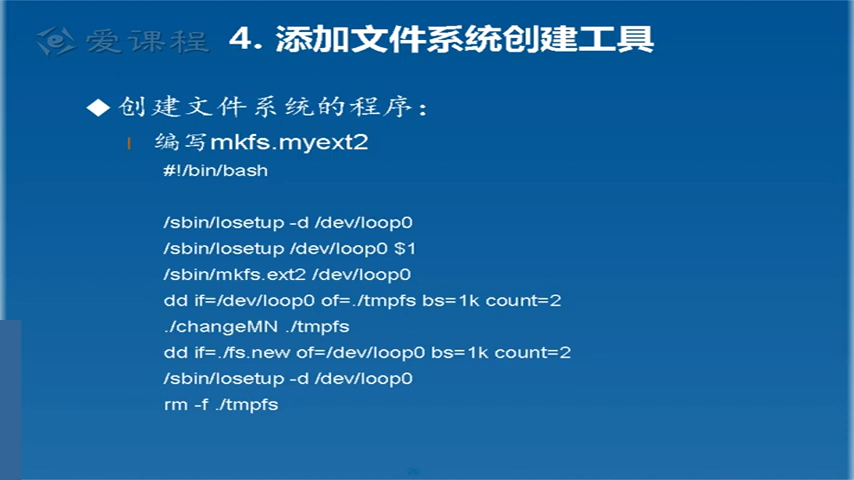 爱课程
4. 添加文件系统创建工具
创建文件系统的程序：
编写mkfs.myext2
#!/bin/bash
/sbin/losetup -d /dev/loop0
/sbin/losetup /dev/loop0 $1
/sbin/mkfs.ext2 /dev/loop0
dd if=/dev/loop0 of=./tmpfs bs=1k count=2
./changeMN ./tmpfs
dd if=./fs.new of=/dev/loop0 bs=1k count=2
/sbin/losetup -d /dev/loop0
rm -f ./tmpfs